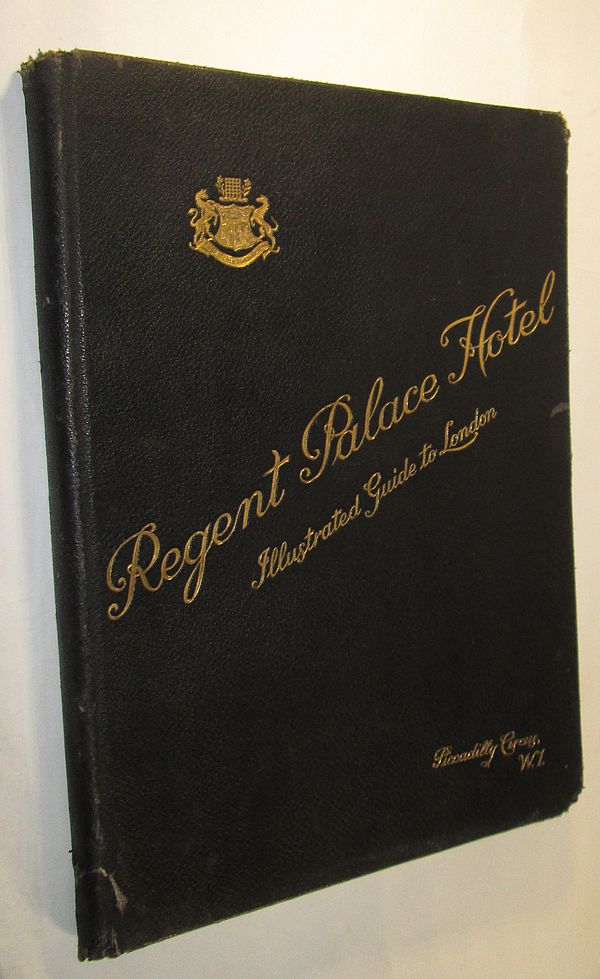 Regent Palace Hotel
Illustrated Guide to London
Piccadilly Circus,
W.1.